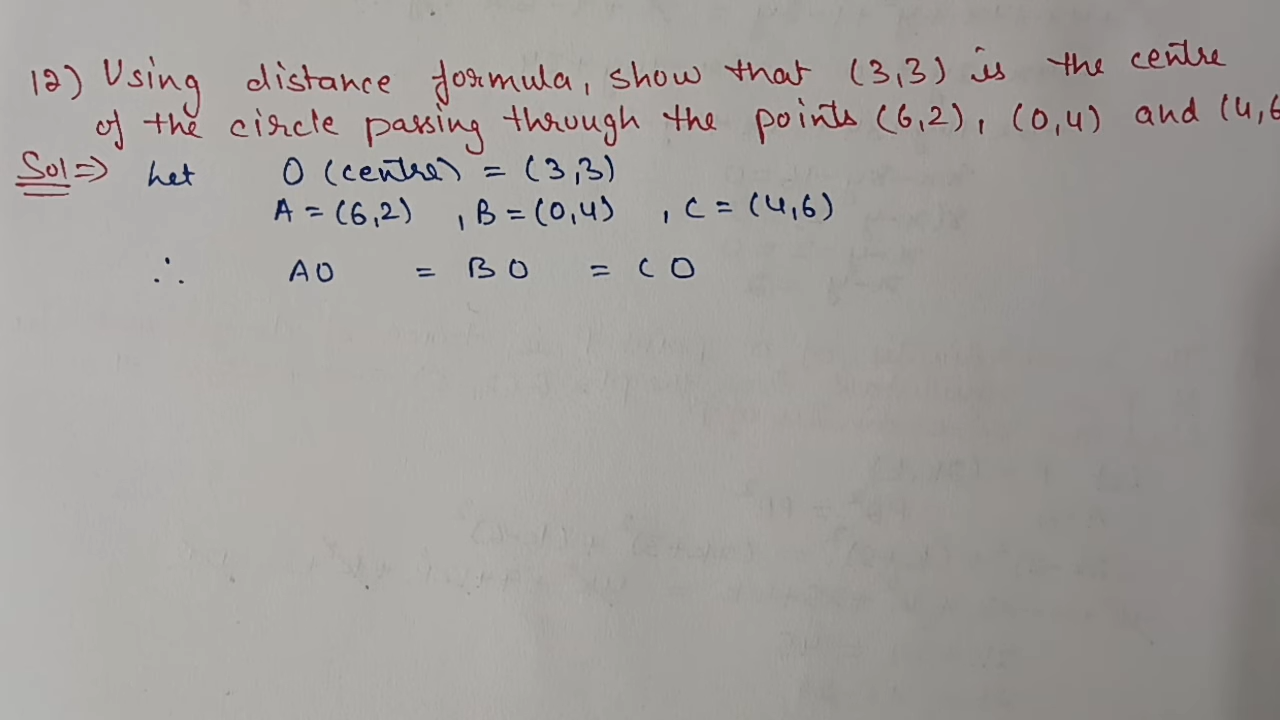 12) Using distance formula, show that (3,3) is the centre
of the circle passing through the points (6,2), (0,4) and (4,6
Sol => Let O (centre) = (3,3)
A = (6,2) , B = (0,4) , C = (4,6)
∴ AO = BO = CO